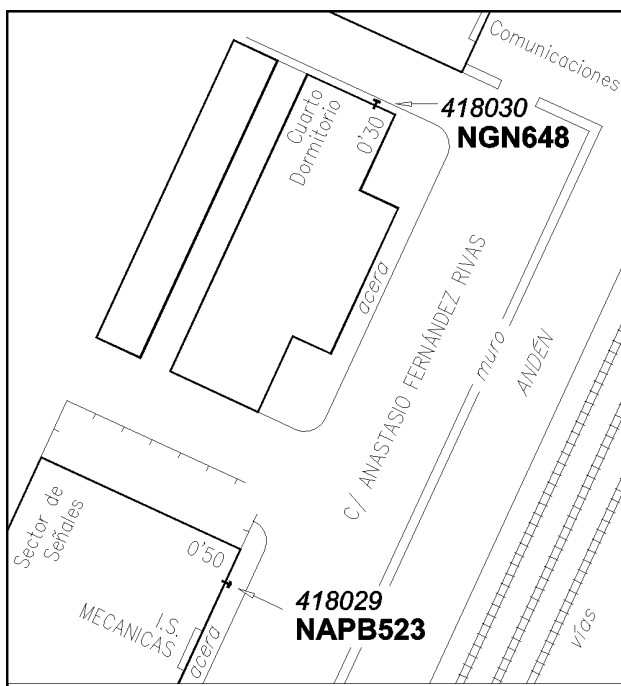 Comunicaciones
418030
NGN648
Cuarto
Dormitorio
0'30
acera
C/ ANASTASIO FERNÁNDEZ RIVAS
muro
ANDÉN
Sector de
Señales
0'50
418029
NAPB523
I.S.
MECANICAS
acera
vías